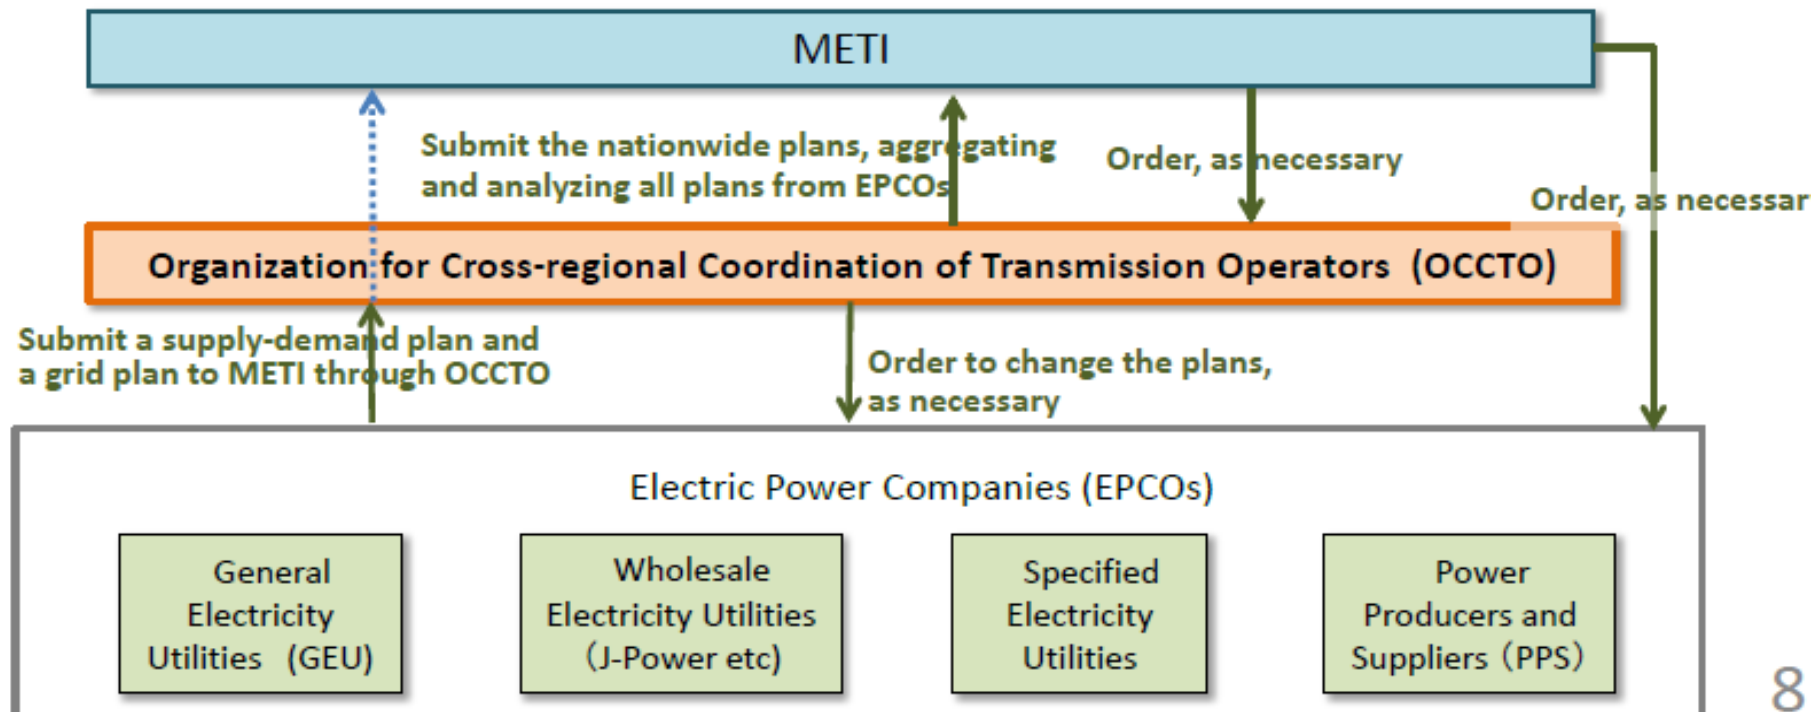 METI
Submit the nationwide plans, aggregating
and analyzing all plans from EPCOs
Order, as necessary
Order, as necessar
Organization for Cross-regional Coordination of Transmission Operators (OCCTO)
Submit a supply-demand plan and
a grid plan to METI through OCCTO
Order to change the plans,
as necessary
Electric Power Companies (EPCOs)
General
Electricity
Utilities (GEU)
Wholesale
Electricity Utilities
(J-Power etc)
Specified
Electricity
Utilities
Power
Producers and
Suppliers (PPS)
8